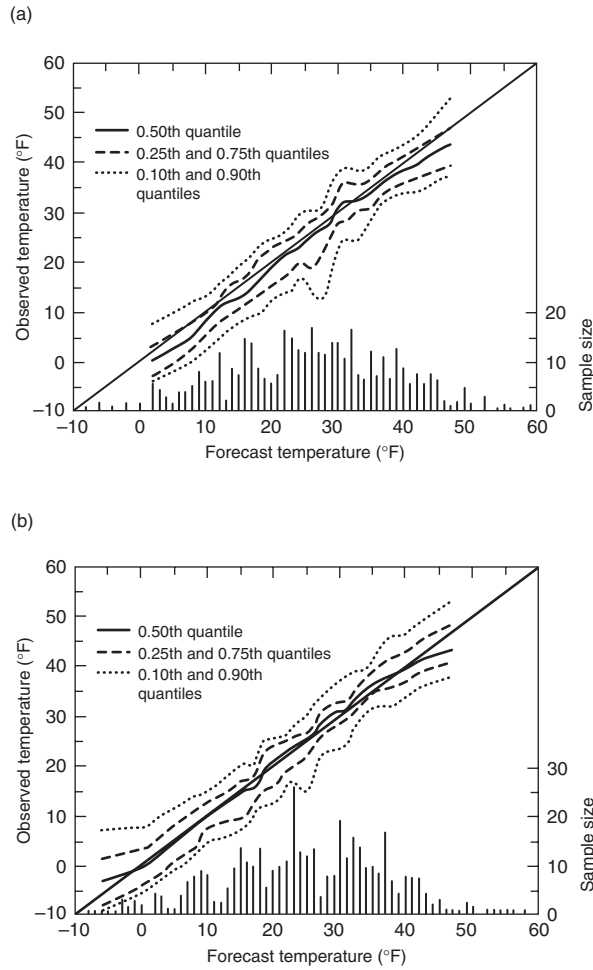 (a)
60
50
40
30
20
10
0
–10
Observed temperature (°F)
0.50th quantile
0.25th and 0.75th quantiles
0.10th and 0.90th
quantiles
20
10
0
Sample size
–10 0 10 20 30 40 50 60
Forecast temperature (°F)
(b)
60
50
40
30
20
10
0
–10
Observed temperature (°F)
0.50th quantile
0.25th and 0.75th quantiles
0.10th and 0.90th
quantiles
30
20
10
0
Sample size
–10 0 10 20 30 40 50 60
Forecast temperature (°F)